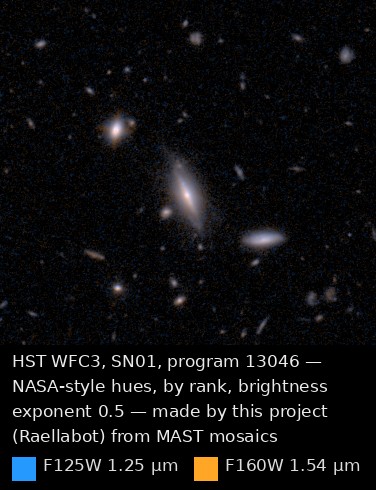 HST WFC3, SN01, program 13046 —
NASA-style hues, by rank, brightness
exponent 0.5 — made by this project
(Raellabot) from MAST mosaics
F125W 1.25 µm F160W 1.54 µm